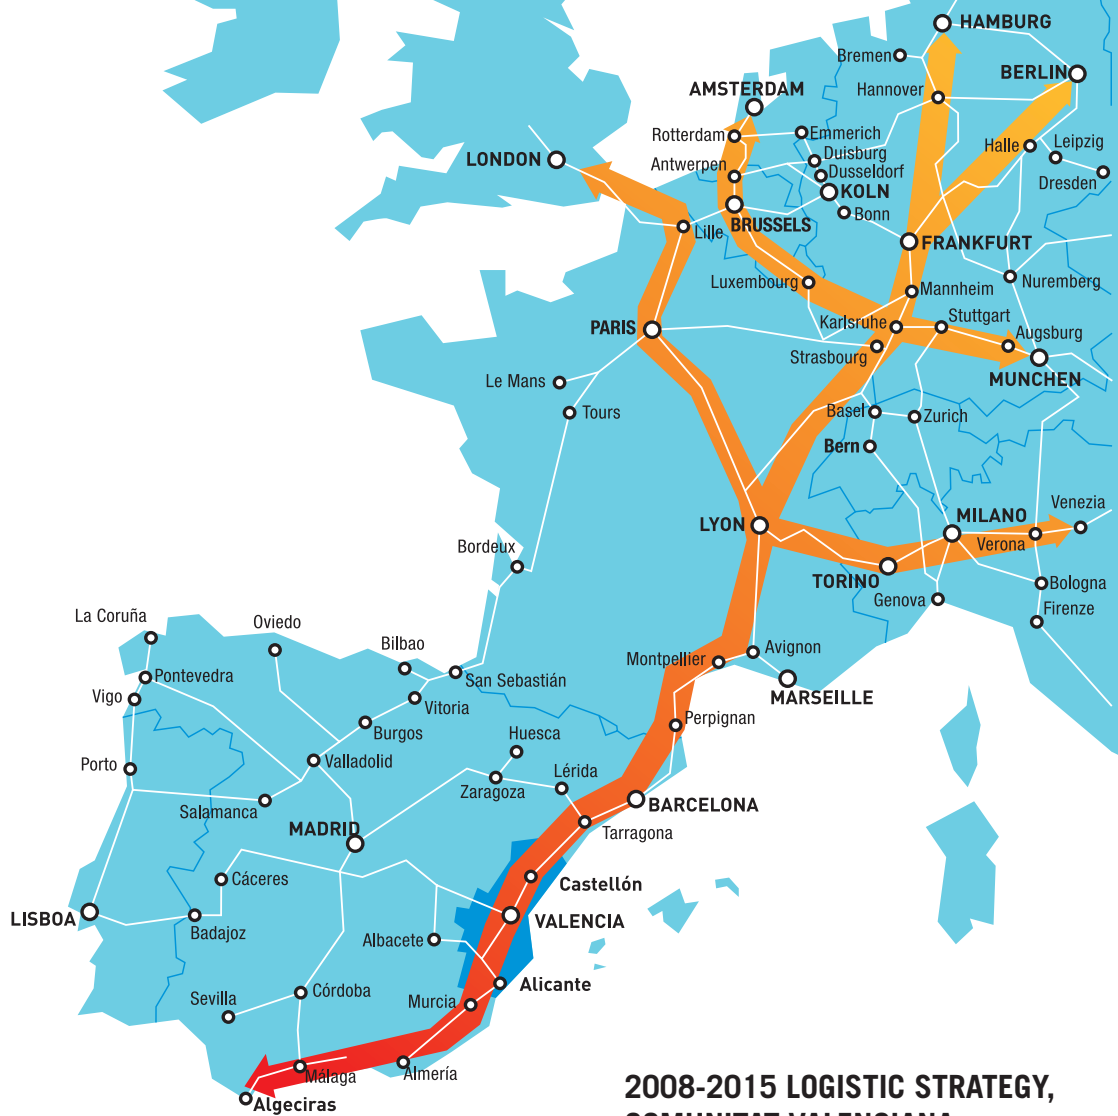 HAMBURG
Bremen
BERLIN
AMSTERDAM
Hannover
Rotterdam
Emmerich
Halle
Leipzig
LONDON
Antwerpen
Duisburg
Dusseldorf
Dresden
KOLN
Bonn
Lille
BRUSSELS
FRANKFURT
Luxembourg
Mannheim
Nuremberg
PARIS
Karlsruhe
Stuttgart
Augsburg
Strasbourg
MUNCHEN
Le Mans
Tours
Basel
Zurich
Bern
LYON
MILANO
Venezia
Verona
Bordeux
TORINO
Genova
Bologna
Firenze
La Coruña
Oviedo
Bilbao
Montpellier
Avignon
Pontevedra
San Sebastián
Vigo
Vitoria
MARSEILLE
Burgos
Perpignan
Huesca
Porto
Valladolid
Lérida
Zaragoza
BARCELONA
Salamanca
MADRID
Tarragona
Cáceres
Castellón
LISBOA
VALENCIA
Badajoz
Albacete
Alicante
Sevilla
Córdoba
Murcia
Málaga
Almería
Algeciras
2008-2015 LOGISTIC STRATEGY,
COMUNITAT VALENCIANA